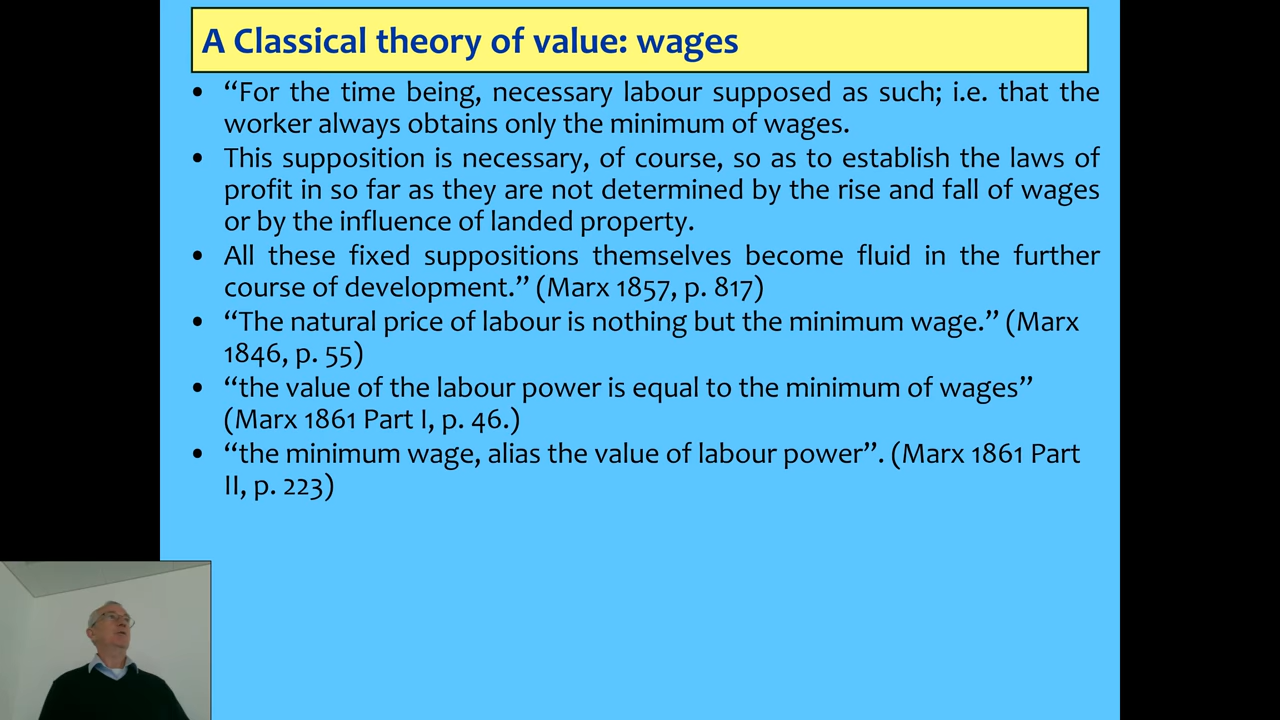 A Classical theory of value: wages
• “For the time being, necessary labour supposed as such; i.e. that the
worker always obtains only the minimum of wages.
• This supposition is necessary, of course, so as to establish the laws of
profit in so far as they are not determined by the rise and fall of wages
or by the influence of landed property.
• All these fixed suppositions themselves become fluid in the further
course of development.” (Marx 1857, p. 817)
• “The natural price of labour is nothing but the minimum wage.” (Marx
1846, p. 55)
• “the value of the labour power is equal to the minimum of wages”
(Marx 1861 Part I, p. 46.)
• “the minimum wage, alias the value of labour power”. (Marx 1861 Part
II, p. 223)